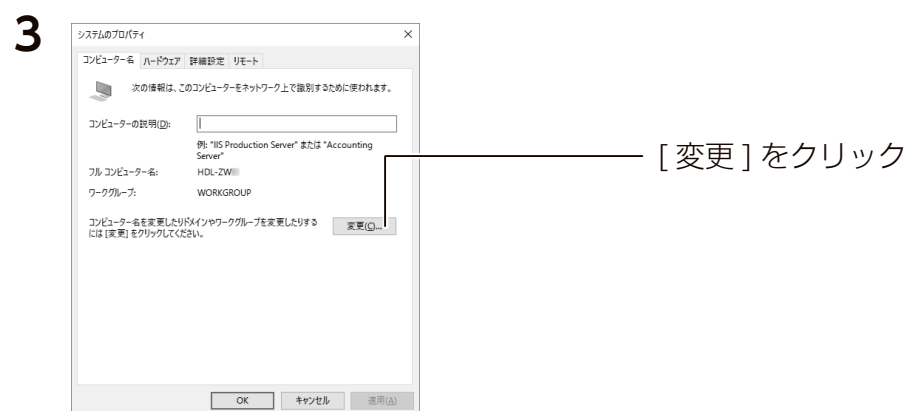 3
システムのプロパティ
コンピューター名 ハードウェア 詳細設定 リモート
次の情報は、このコンピューターをネットワーク上で識別するために使われます。
コンピューターの説明(D):
例: "IIS Production Server" または "Accounting
Server"
フル コンピューター名: HDL-ZW
ワークグループ: WORKGROUP
コンピューター名を変更したりドメインやワークグループを変更したりする
には [変更] をクリックしてください。
変更(C)...
[ 変更 ] をクリック
OK キャンセル 適用(A)